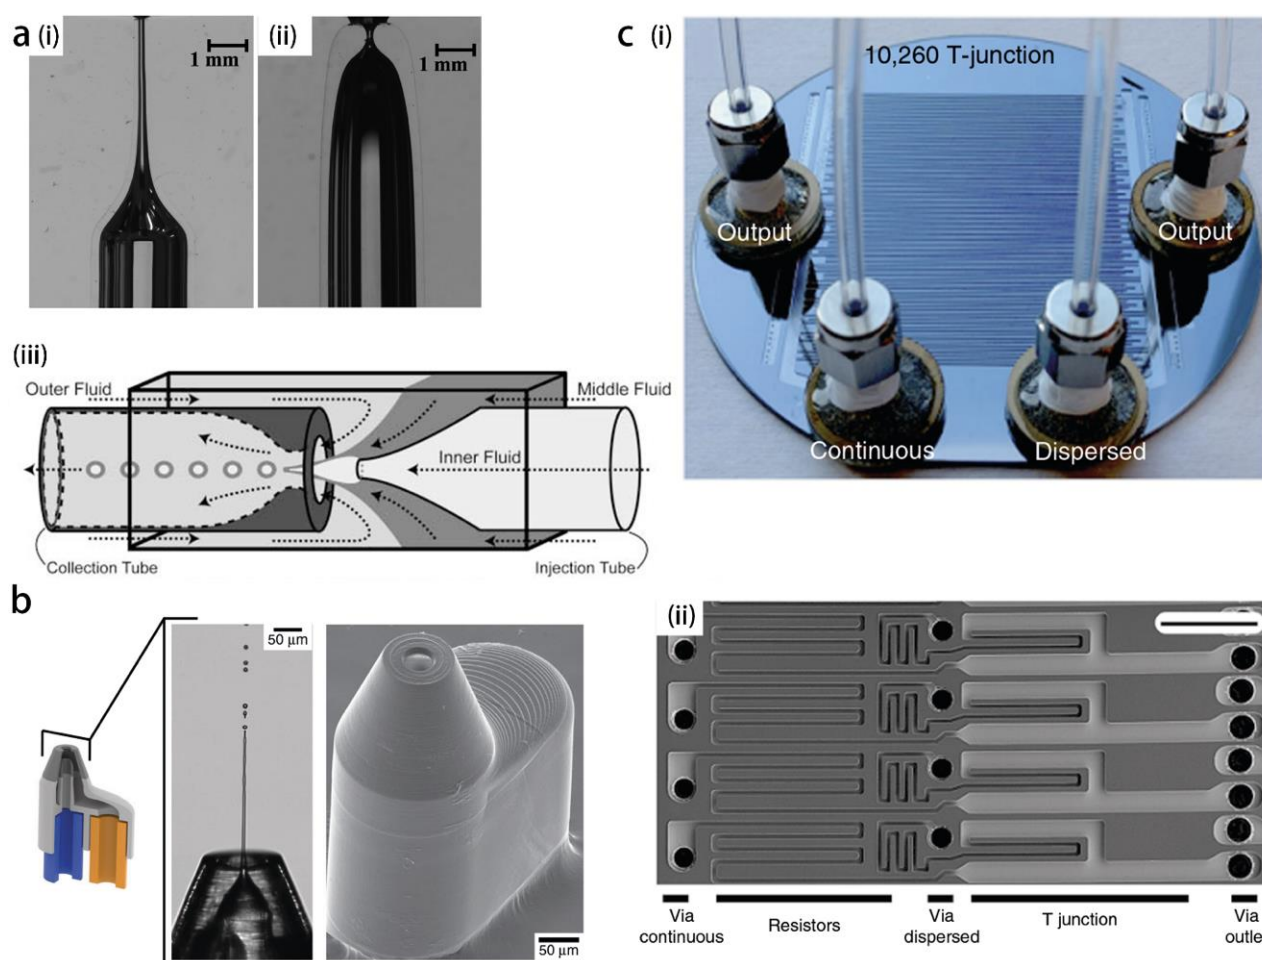 a (i)
1 mm
(ii)
1 mm
(iii)
Outer Fluid
Middle Fluid
Inner Fluid
Collection Tube
Injection Tube
b
50 μm
50 μm
c (i)
10,260 T-junction
Output
Output
Continuous
Dispersed
(ii)
Via
continuous
Resistors
Via
dispersed
T junction
Via
outlet